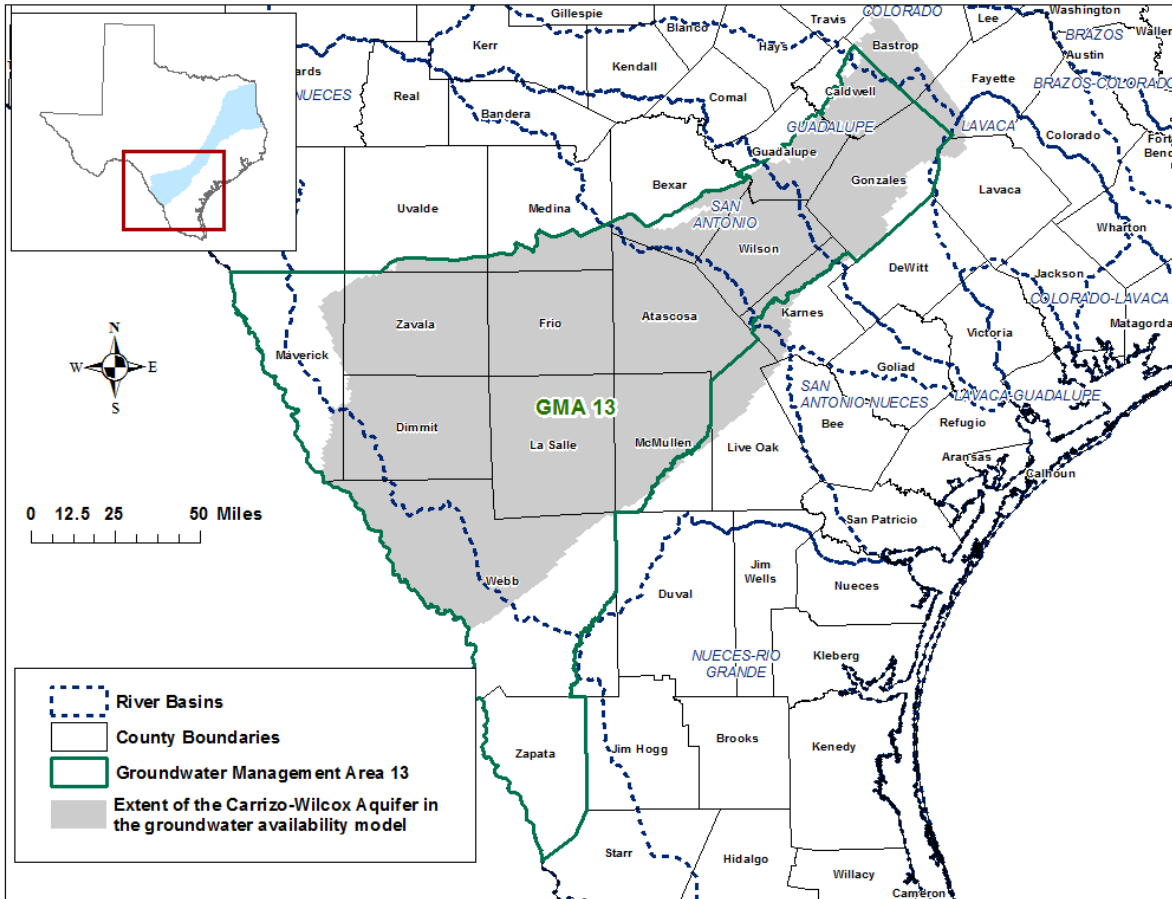 Gillespie
Blanco
Travis
COLORADO
Lee
Washington
BRAZOS
Waller
Kerr
Hays
Bastrop
Austin
ards
Kendall
Fayette
NUECES
Real
Comal
Caldwell
BRAZOS-COLORADO
Bandera
GUADALUPE
LAVACA
Colorado
Fort
Bend
Guadalupe
Bexar
Gonzales
Lavaca
Uvalde
Medina
SAN
ANTONIO
Wharton
Wilson
DeWitt
Jackson
COLORADO-LAVACA
Zavala
Frio
Atascosa
Karnes
Matagorda
N
W
E
S
Maverick
Victoria
Goliad
SAN
ANTONIO-NUECES
LAVACA-GUADALUPE
GMA 13
Dimmit
La Salle
McMullen
Live Oak
Bee
Refugio
Aransas
Calhoun
0 12.5 25 50 Miles
San Patricio
Webb
Duval
Jim
Wells
Nueces
NUECES-RIO
GRANDE
Kleberg
River Basins
County Boundaries
Groundwater Management Area 13
Extent of the Carrizo-Wilcox Aquifer in
the groundwater availability model
Zapata
Jim Hogg
Brooks
Kenedy
Starr
Hidalgo
Willacy
Cameron